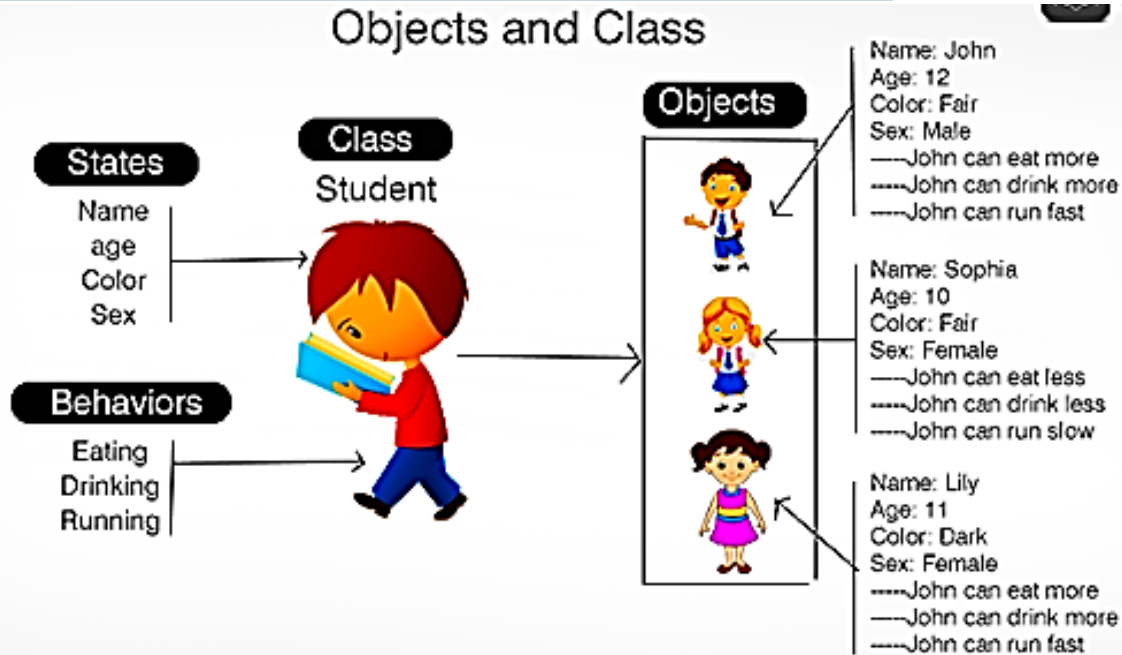 Objects and Class
States
Name
age
Color
Sex
Behaviors
Eating
Drinking
Running
Class
Student
Objects
Name: John
Age: 12
Color: Fair
Sex: Male
-----John can eat more
-----John can drink more
-----John can run fast
Name: Sophia
Age: 10
Color: Fair
Sex: Female
-----John can eat less
-----John can drink less
-----John can run slow
Name: Lily
Age: 11
Color: Dark
Sex: Female
-----John can eat more
-----John can drink more
-----John can run fast